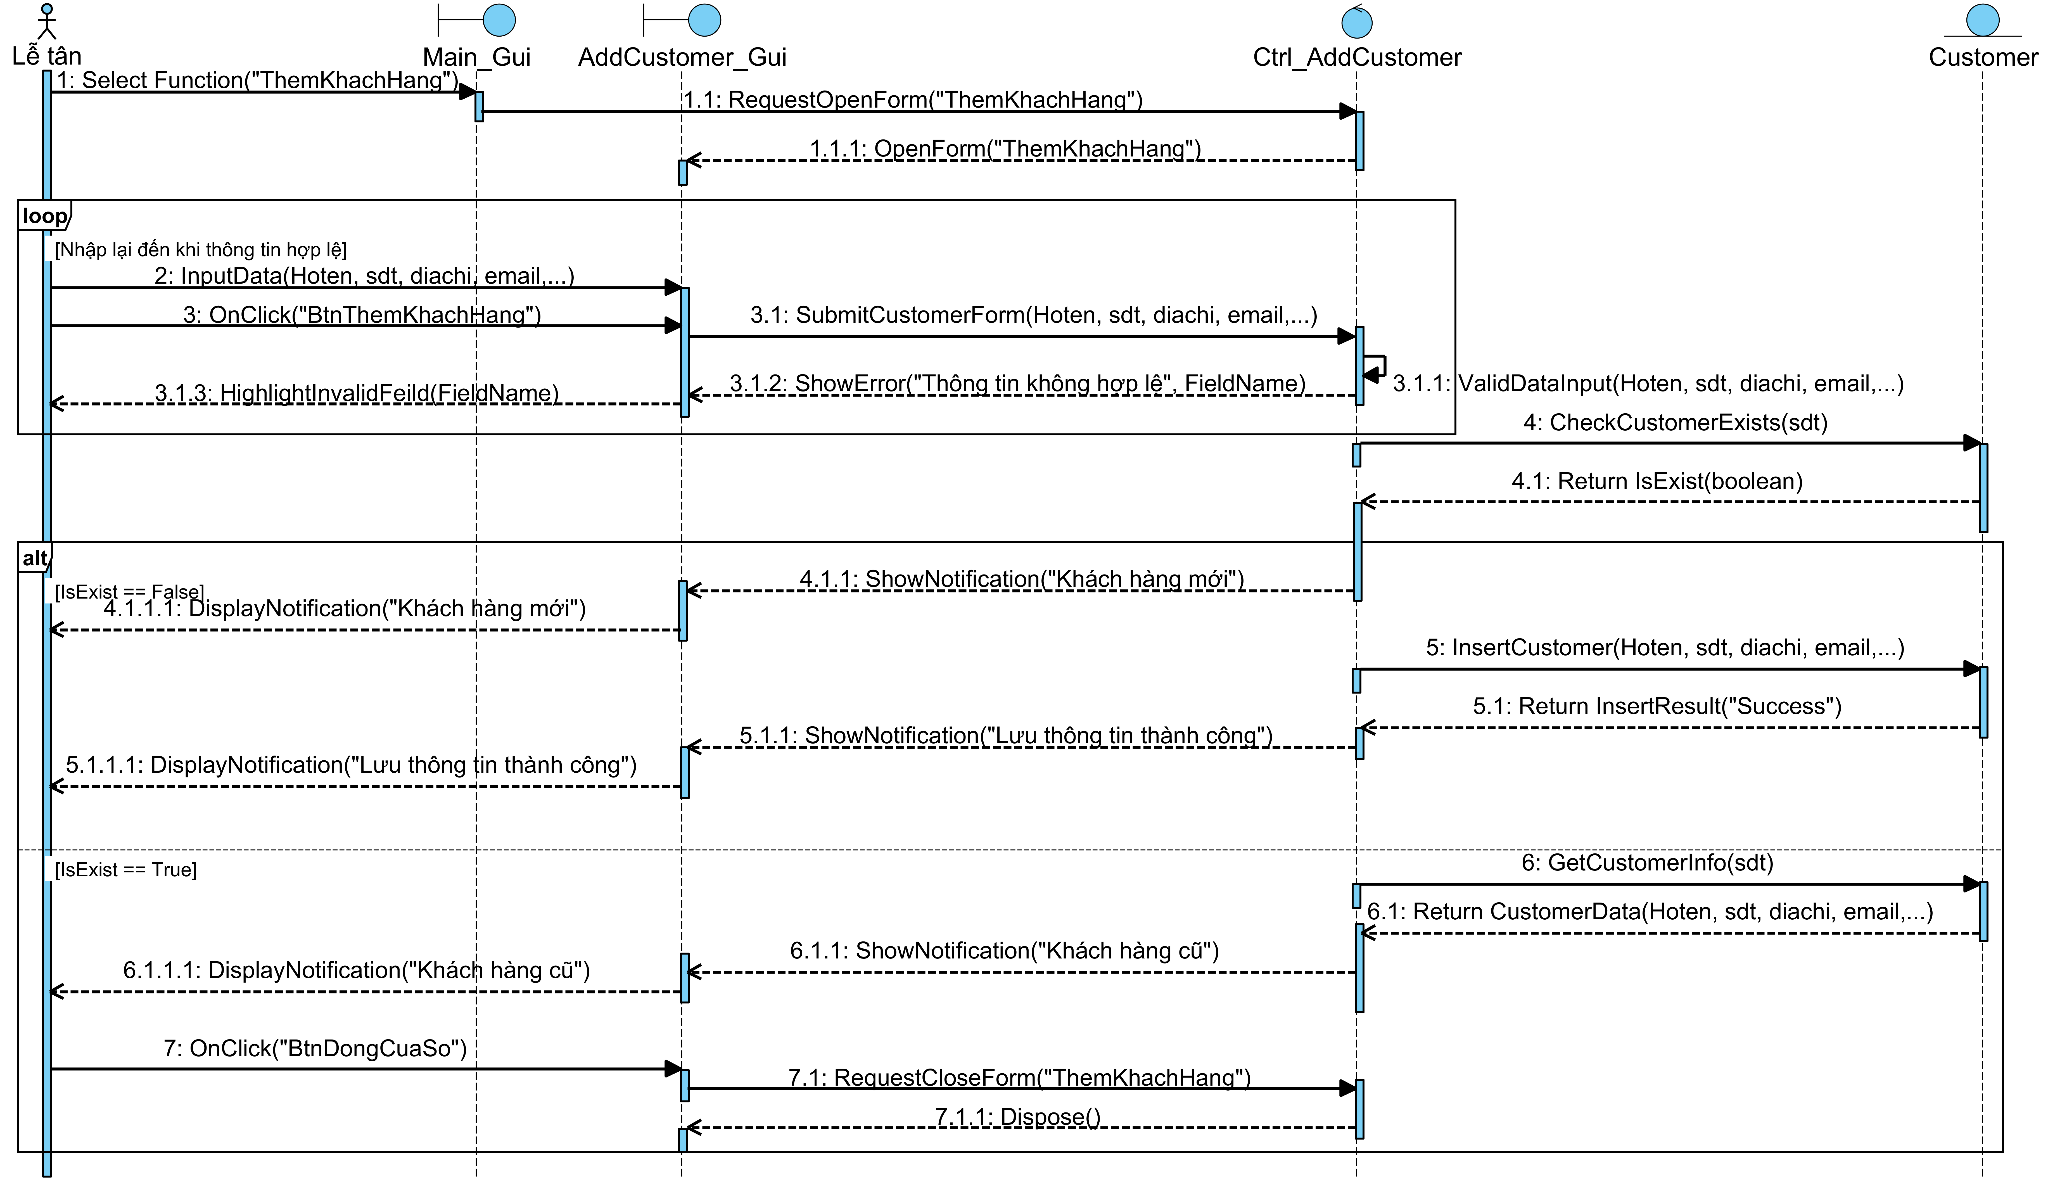 Lễ tân
Main_Gui
AddCustomer_Gui
Ctrl_AddCustomer
Customer
1: Select Function("ThemKhachHang")
1.1: RequestOpenForm("ThemKhachHang")
1.1.1: OpenForm("ThemKhachHang")
loop
[Nhập lại đến khi thông tin hợp lệ]
2: InputData(Hoten, sdt, diachi, email,...)
3: OnClick("BtnThemKhachHang")
3.1: SubmitCustomerForm(Hoten, sdt, diachi, email,...)
3.1.1: ValidDataInput(Hoten, sdt, diachi, email,...)
3.1.2: ShowError("Thông tin không hợp lệ", FieldName)
3.1.3: HighlightInvalidFeild(FieldName)
4: CheckCustomerExists(sdt)
4.1: Return IsExist(boolean)
alt
[IsExist == False]
4.1.1: ShowNotification("Khách hàng mới")
4.1.1.1: DisplayNotification("Khách hàng mới")
5: InsertCustomer(Hoten, sdt, diachi, email,...)
5.1: Return InsertResult("Success")
5.1.1: ShowNotification("Lưu thông tin thành công")
5.1.1.1: DisplayNotification("Lưu thông tin thành công")
[IsExist == True]
6: GetCustomerInfo(sdt)
6.1: Return CustomerData(Hoten, sdt, diachi, email,...)
6.1.1: ShowNotification("Khách hàng cũ")
6.1.1.1: DisplayNotification("Khách hàng cũ")
7: OnClick("BtnDongCuaSo")
7.1: RequestCloseForm("ThemKhachHang")
7.1.1: Dispose()